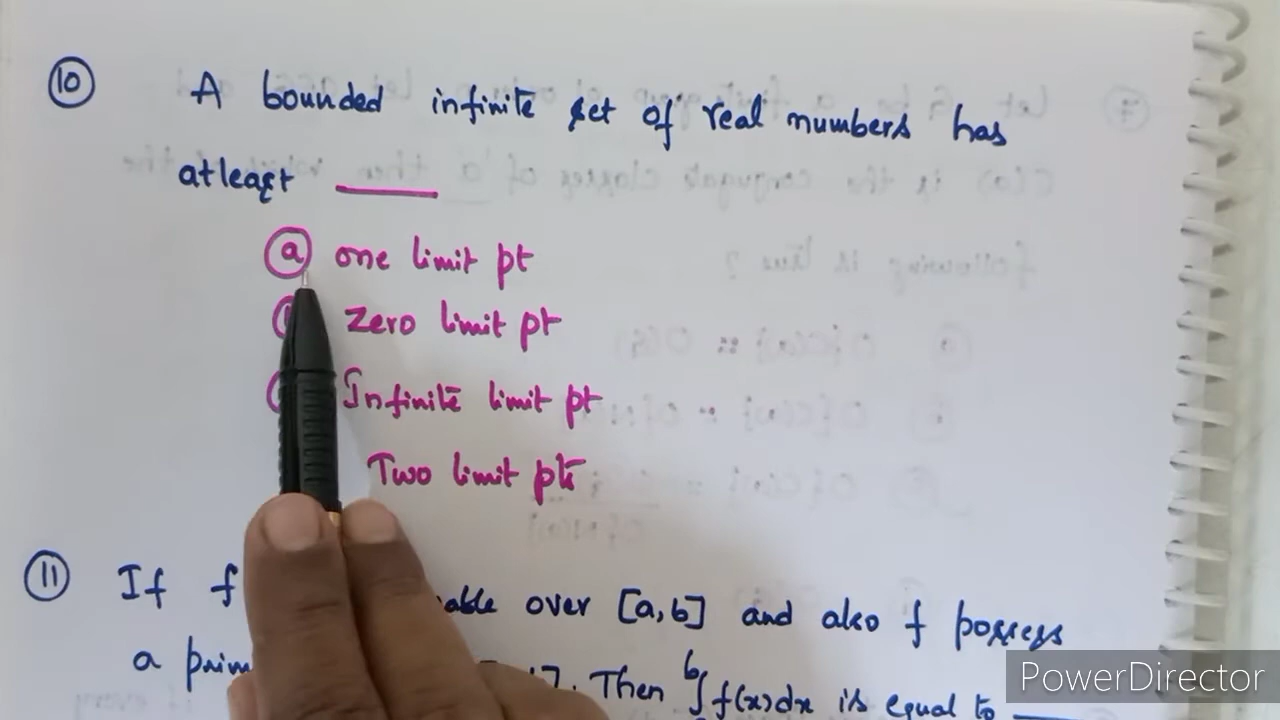 10 A bounded infinite set of real numbers has
atleast ____
a one limit pt
zero limit pt
Infinite limit pt
Two limit pts
11 If f over [a,b] and also f possess
a Then ∫ f(x)dx is equal to ____
b
PowerDirector